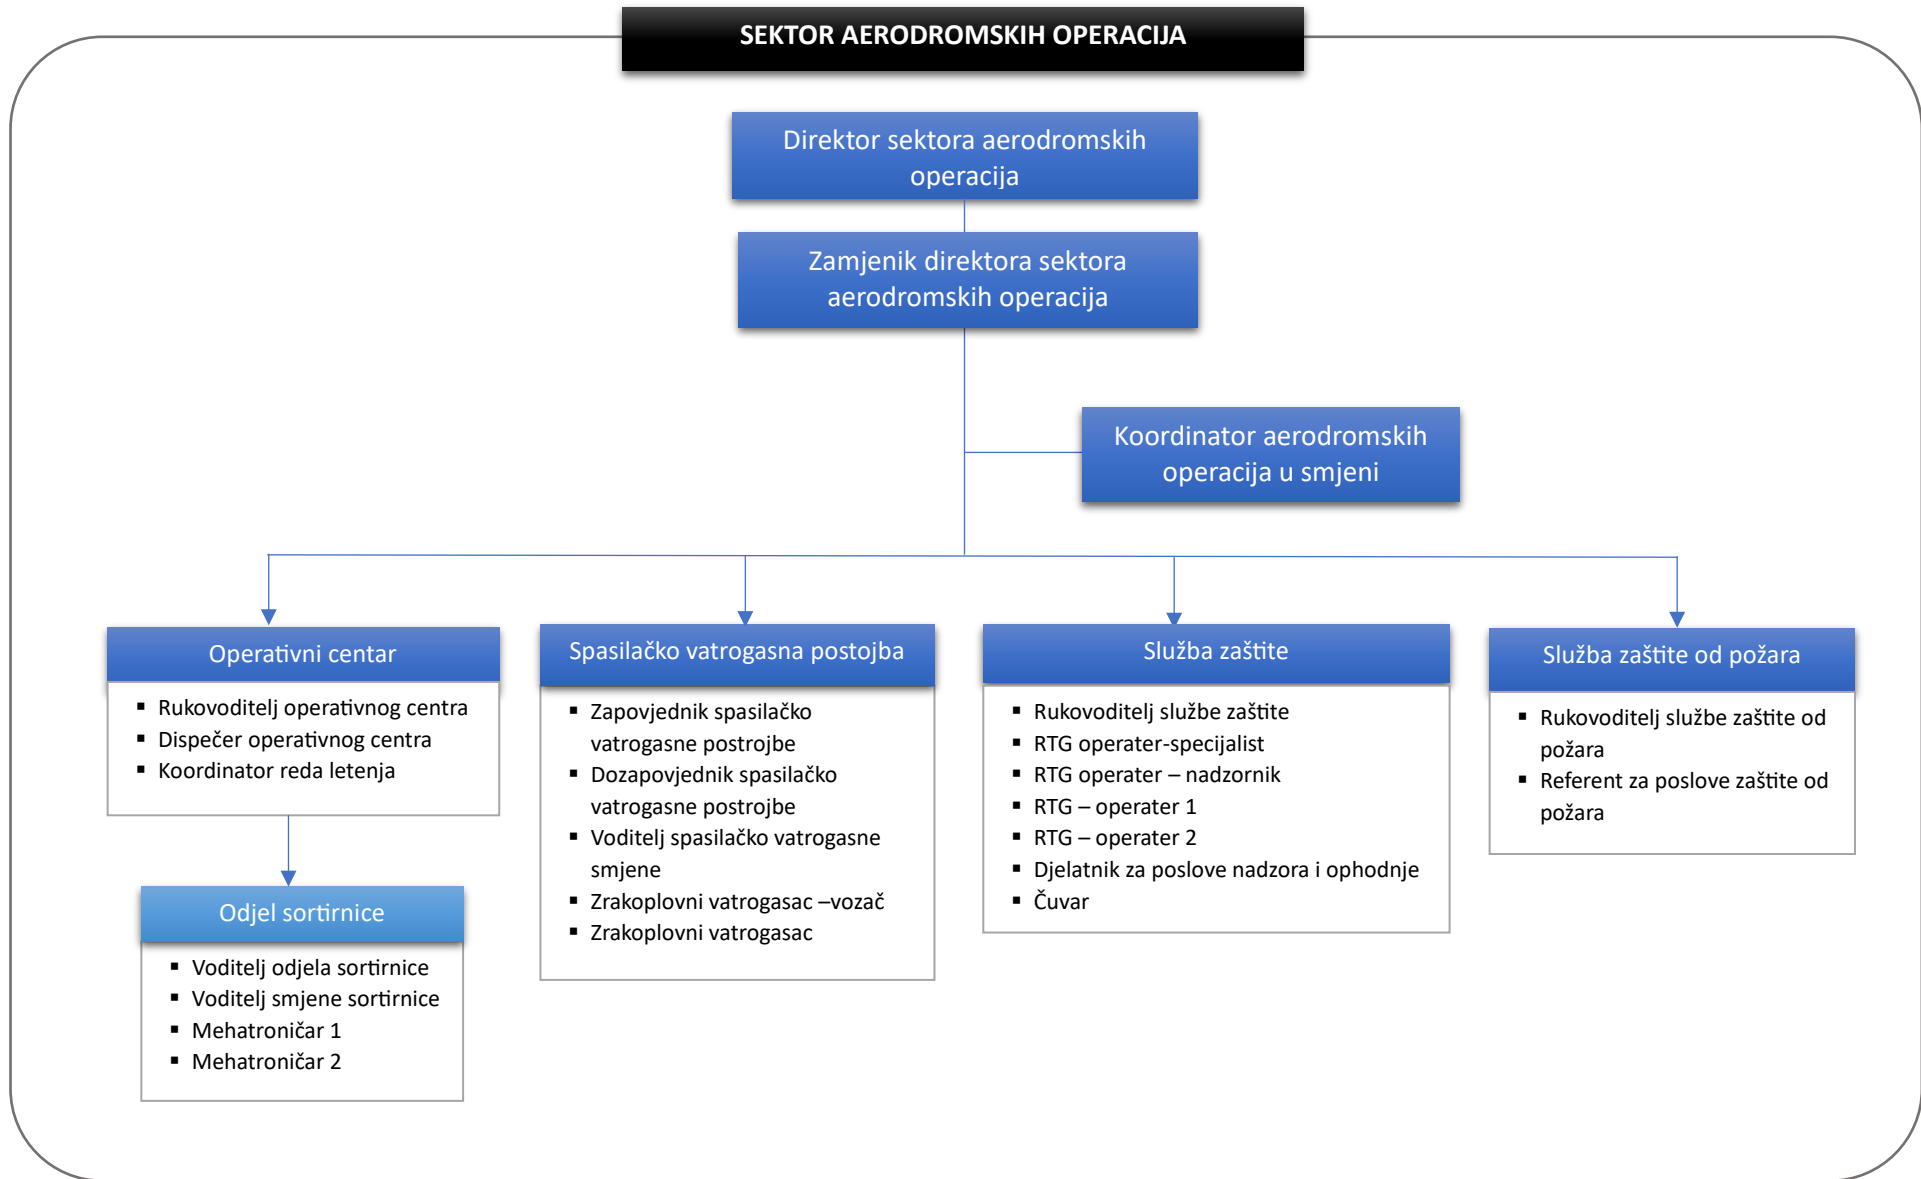 SEKTOR AERODROMSKIH OPERACIJA
Direktor sektora aerodromskih
operacija
Zamjenik direktora sektora
aerodromskih operacija
Koordinator aerodromskih
operacija u smjeni
Operativni centar
▪ Rukovoditelj operativnog centra
▪ Dispečer operativnog centra
▪ Koordinator reda letenja
Odjel sortirnice
▪ Voditelj odjela sortirnice
▪ Voditelj smjene sortirnice
▪ Mehatroničar 1
▪ Mehatroničar 2
Spasilačko vatrogasna postojba
▪ Zapovjednik spasilačko
vatrogasne postrojbe
▪ Dozapovjednik spasilačko
vatrogasne postrojbe
▪ Voditelj spasilačko vatrogasne
smjene
▪ Zrakoplovni vatrogasac –vozač
▪ Zrakoplovni vatrogasac
Služba zaštite
▪ Rukovoditelj službe zaštite
▪ RTG operater-specijalist
▪ RTG operater – nadzornik
▪ RTG – operater 1
▪ RTG – operater 2
▪ Djelatnik za poslove nadzora i ophodnje
▪ Čuvar
Služba zaštite od požara
▪ Rukovoditelj službe zaštite od
požara
▪ Referent za poslove zaštite od
požara